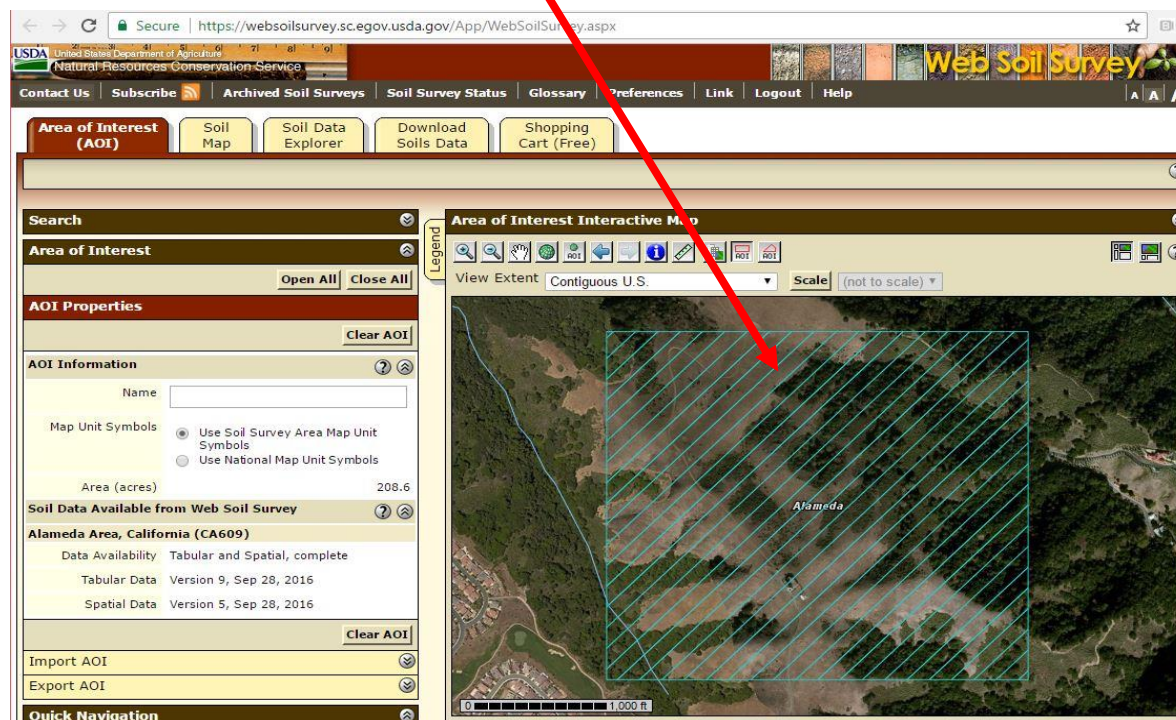 Secure | https://websoilsurvey.sc.egov.usda.gov/App/WebSoilSurvey.aspx
USDA United States Department of Agriculture
Natural Resources Conservation Service
Web Soil Survey
Contact Us | Subscribe | Archived Soil Surveys | Soil Survey Status | Glossary | Preferences | Link | Logout | Help
A A A
Area of Interest (AOI)
Soil Map
Soil Data Explorer
Download Soils Data
Shopping Cart (Free)
Search
Area of Interest
Open All Close All
AOI Properties
Clear AOI
AOI Information
Name
Map Unit Symbols
Use Soil Survey Area Map Unit
Symbols
Use National Map Unit Symbols
Area (acres) 208.6
Soil Data Available from Web Soil Survey
Alameda Area, California (CA609)
Data Availability Tabular and Spatial, complete
Tabular Data Version 9, Sep 28, 2016
Spatial Data Version 5, Sep 28, 2016
Clear AOI
Import AOI
Export AOI
Quick Navigation
Legend
Area of Interest Interactive Map
AOI AOI AOI
View Extent Contiguous U.S. Scale (not to scale)
Alameda
0 1,000 ft